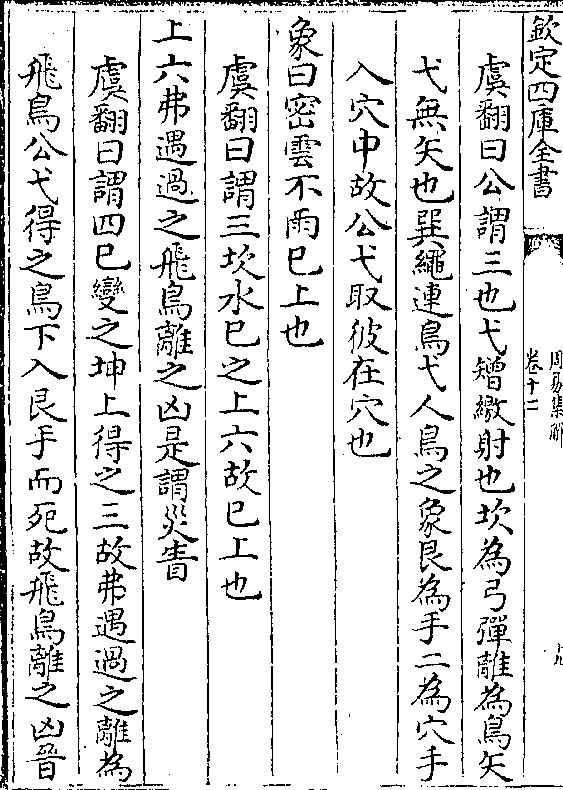 欽定四庫全書
周易集解
卷十二
虞翻曰公謂三也弋矰繳射也坎為弓彈離為鳥矢
弋無矢也巽繩連鳥弋人鳥之象艮為手二為穴手
入穴中故公弋取彼在穴也
象曰密雲不雨已上也
虞翻曰謂三坎水已之上六故已上也
上六弗遇過之飛鳥離之凶是謂災眚
虞翻曰謂四已變之坤上得之三故弗遇過之離為
飛鳥公弋得之鳥下入艮手而死故飛鳥離之凶晉